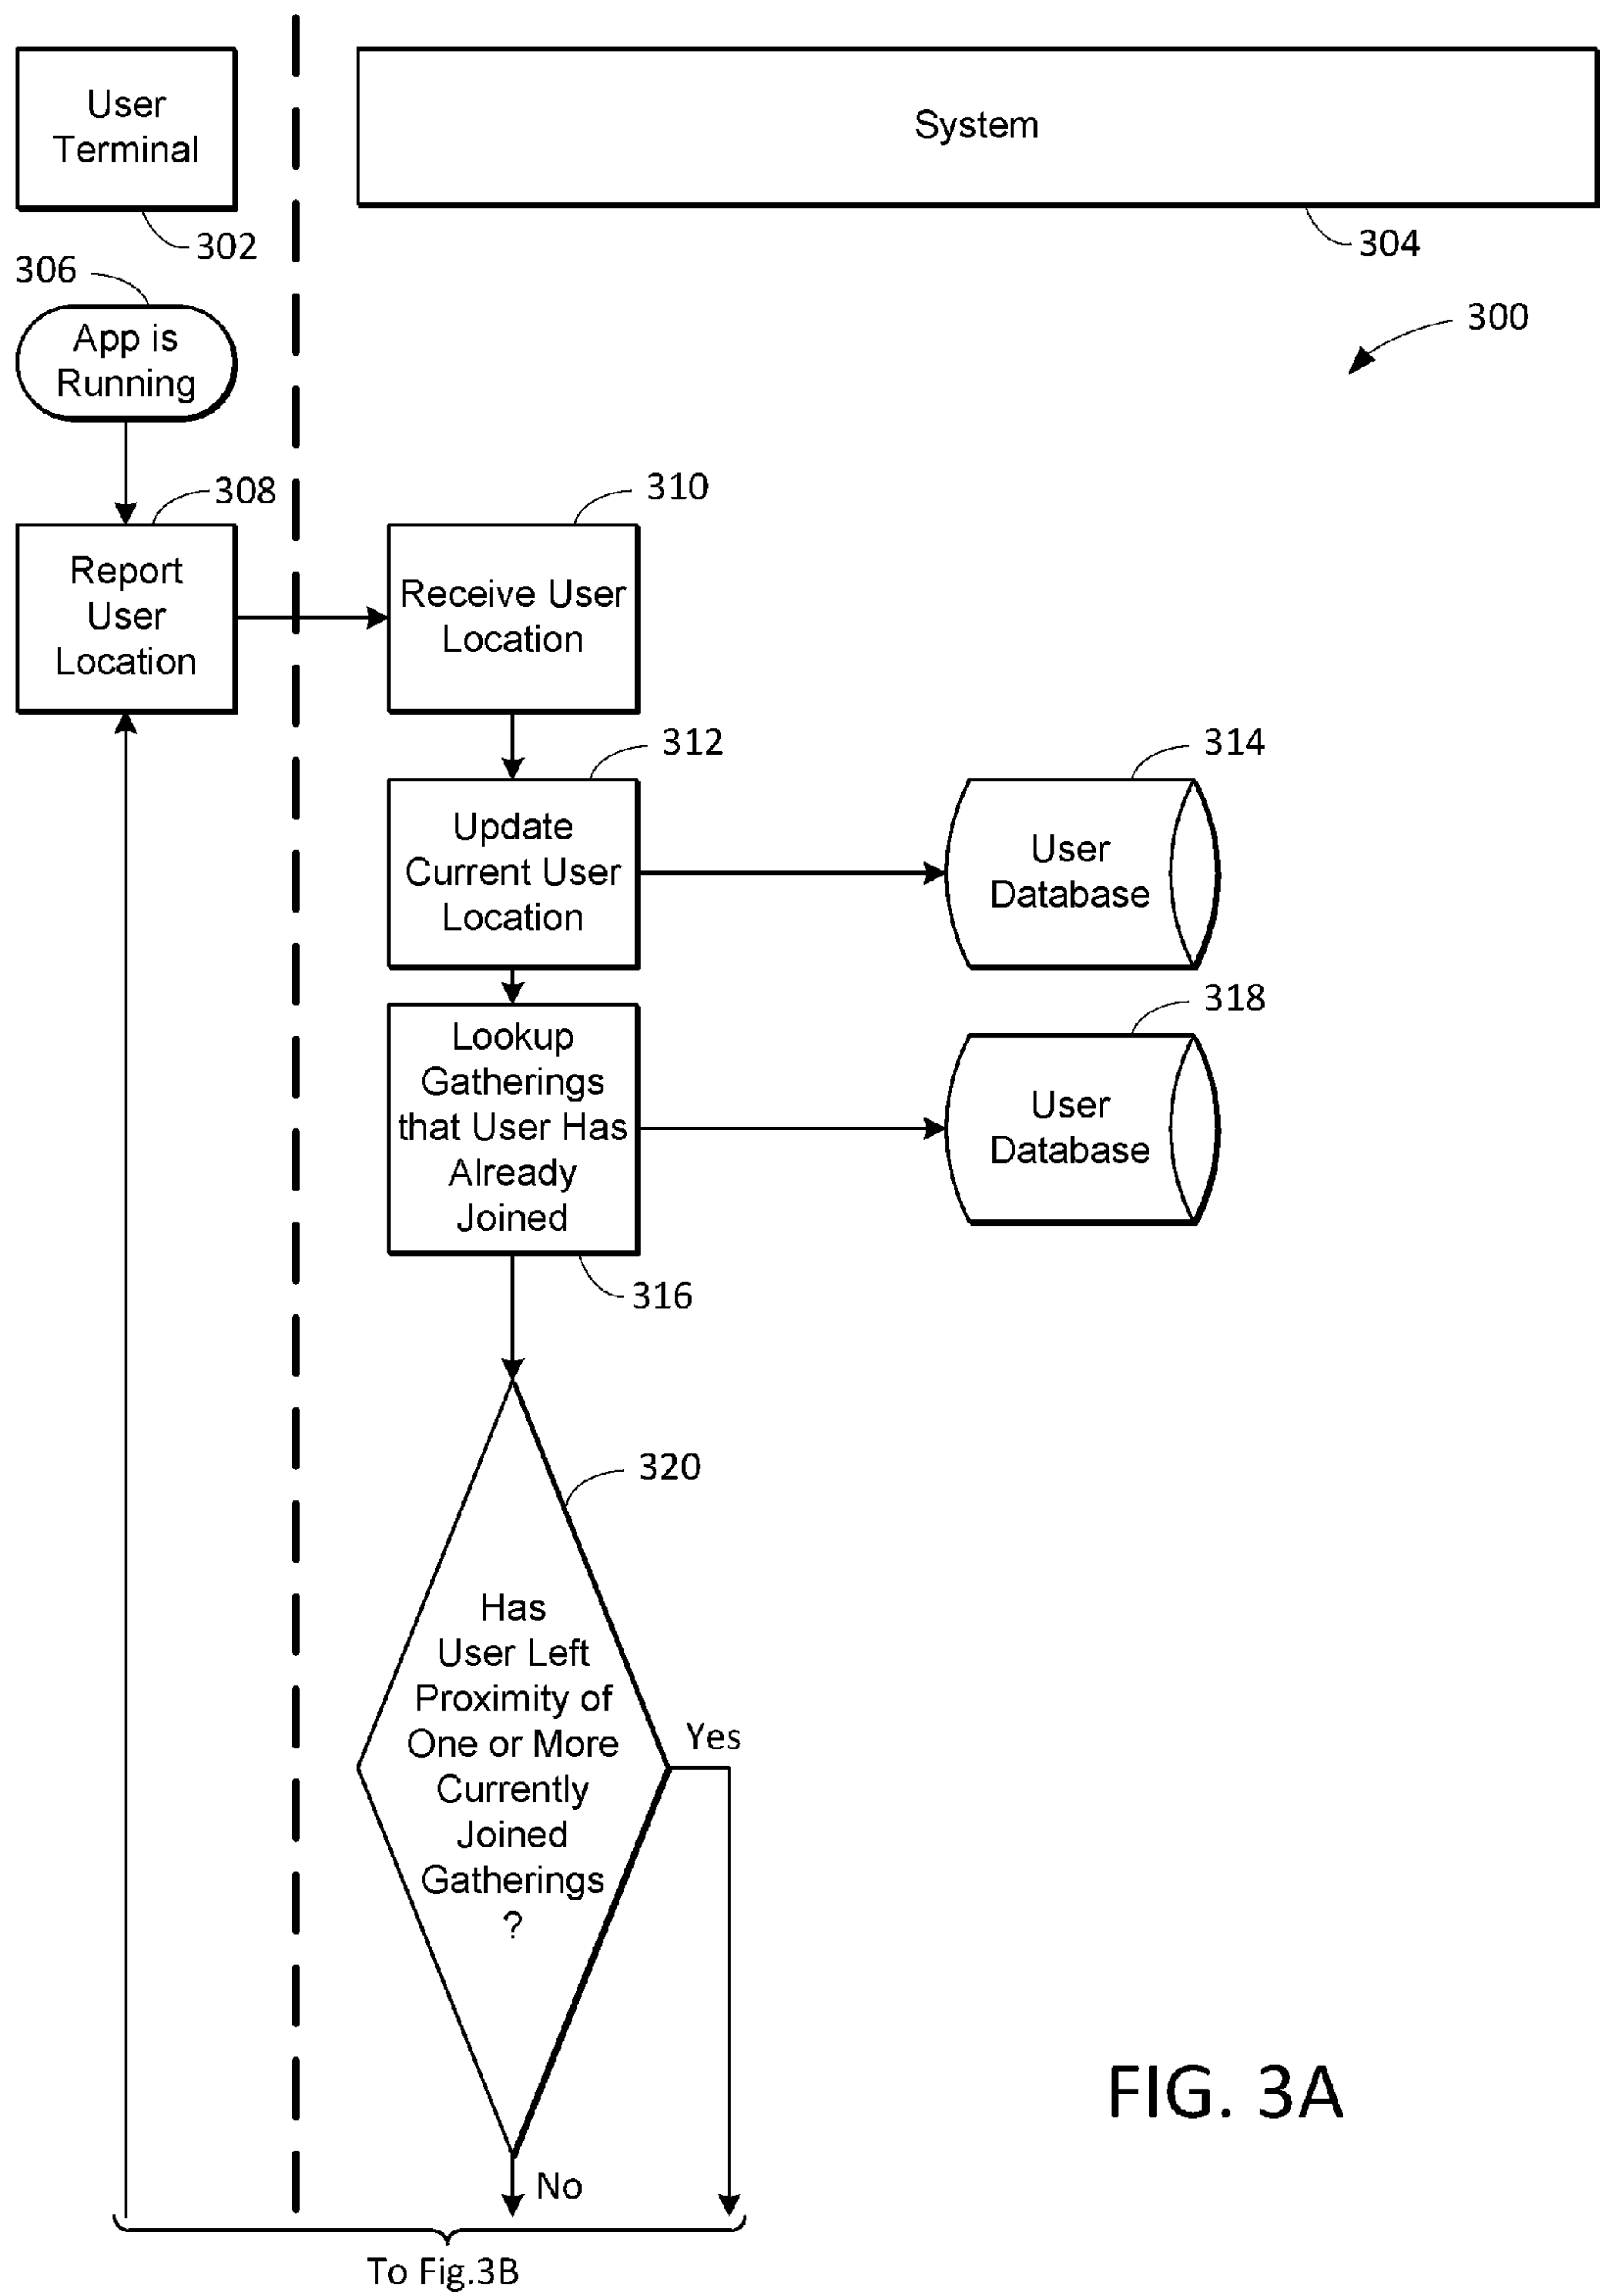 User
Terminal
System
302
304
306
300
App is
Running
308
310
Report
User
Location
Receive User
Location
312
314
Update
Current User
Location
User
Database
318
Lookup
Gatherings
that User Has
Already
Joined
User
Database
316
320
Has
User Left
Proximity of
One or More
Currently
Joined
Gatherings
?
Yes
No
To Fig.3B
FIG. 3A